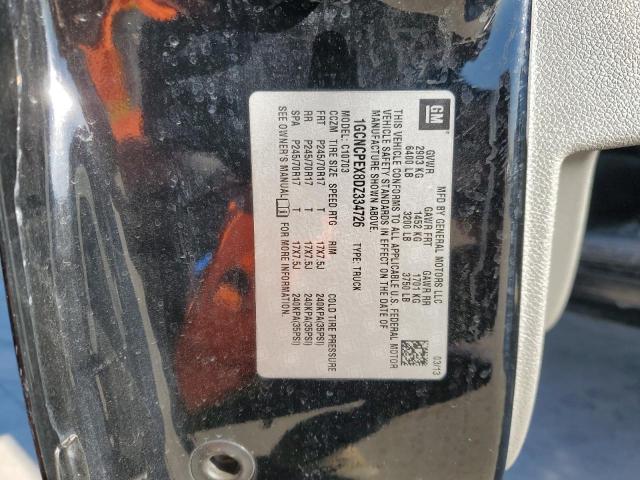 GM
MFD BY GENERAL MOTORS LLC
03/13
GVWR GAWR FRT GAWR RR
2903 KG 1452 KG 1701 KG
6400 LB 3200 LB 3750 LB
THIS VEHICLE CONFORMS TO ALL APPLICABLE U.S. FEDERAL MOTOR
VEHICLE SAFETY STANDARDS IN EFFECT ON THE DATE OF
MANUFACTURE SHOWN ABOVE.
1GCNCPEX8DZ334726 TYPE: TRUCK
MODEL: C10703
CCZM TIRE SIZE SPEED RTG RIM COLD TIRE PRESSURE
FRT P245/70R17 T 17X7.5J 240KPA(35PSI)
RR P245/70R17 T 17X7.5J 240KPA(35PSI)
SPA P245/70R17 T 17X7.5J 240KPA(35PSI)
SEE OWNER'S MANUAL FOR MORE INFORMATION.